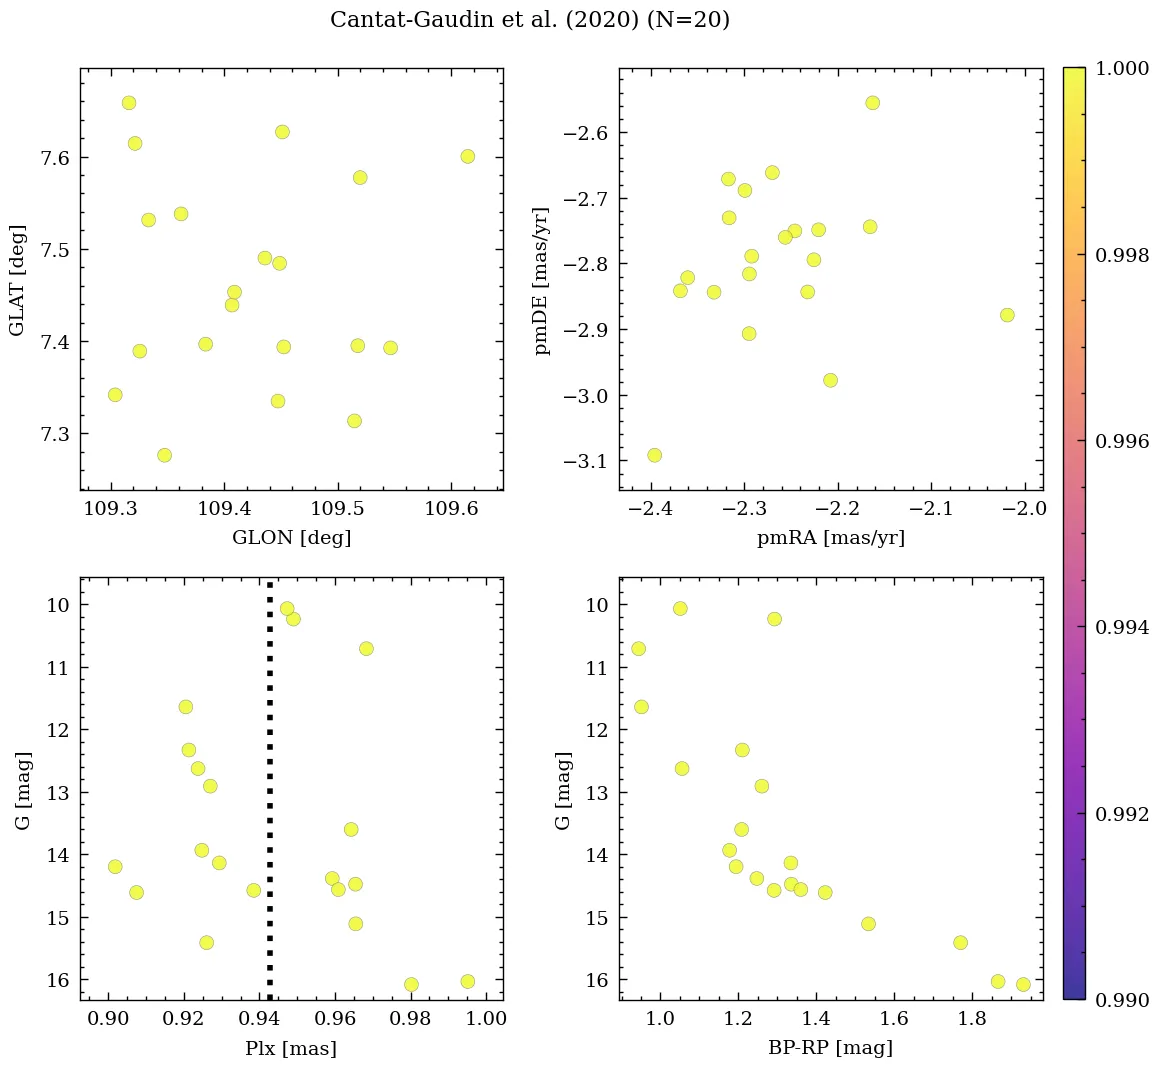 Cantat-Gaudin et al. (2020) (N=20)
7.6
7.5
7.4
7.3
GLAT [deg]
109.3 109.4 109.5 109.6
GLON [deg]
−2.6
−2.7
−2.8
−2.9
−3.0
−3.1
pmDE [mas/yr]
−2.4 −2.3 −2.2 −2.1 −2.0
pmRA [mas/yr]
10
11
12
13
14
15
16
G [mag]
0.90 0.92 0.94 0.96 0.98 1.00
Plx [mas]
10
11
12
13
14
15
16
G [mag]
1.0 1.2 1.4 1.6 1.8
BP-RP [mag]
1.000
0.998
0.996
0.994
0.992
0.990